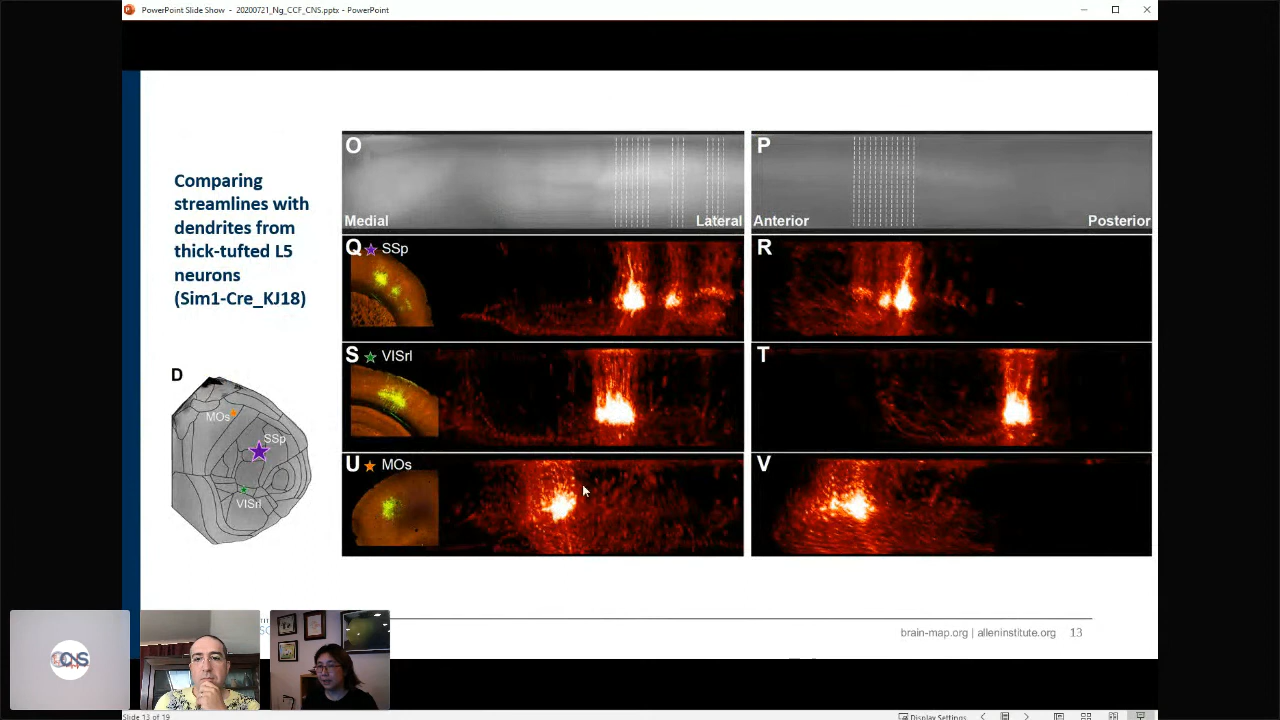 PowerPoint Slide Show - 20200721_Ng_CCF_CNS.pptx - PowerPoint
Comparing
streamlines with
dendrites from
thick-tufted L5
neurons
(Sim1-Cre_KJ18)
D
MOs
SSp
VISrl
O
Medial
Lateral
P
Anterior
Posterior
Q SSp
R
S VISrl
T
U MOs
V
brain-map.org | alleninstitute.org 13
CNS
Slide 13 of 19
Display Settings